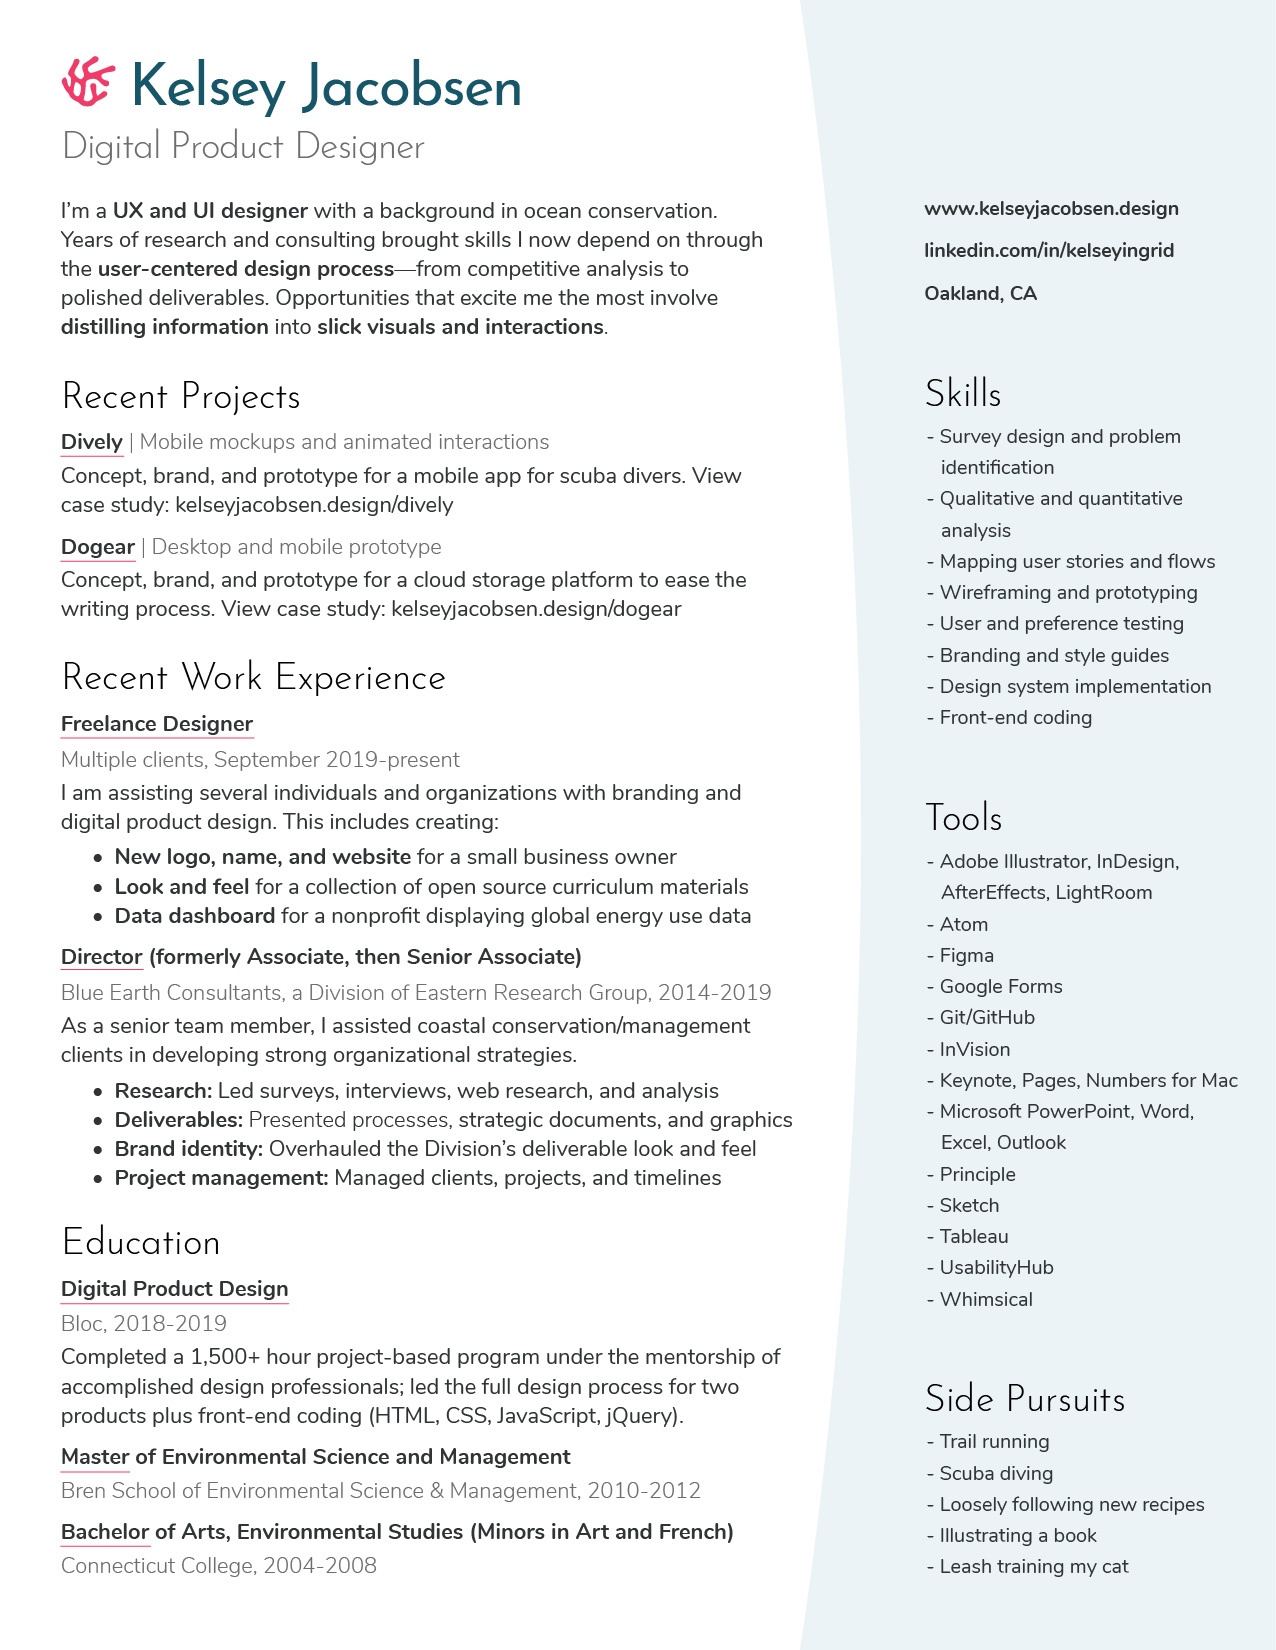 Kelsey Jacobsen
Digital Product Designer
I'm a UX and UI designer with a background in ocean conservation.
Years of research and consulting brought skills I now depend on through
the user-centered design process—from competitive analysis to
polished deliverables. Opportunities that excite me the most involve
distilling information into slick visuals and interactions.
Recent Projects
Dively | Mobile mockups and animated interactions
Concept, brand, and prototype for a mobile app for scuba divers. View
case study: kelseyjacobsen.design/dively
Dogear | Desktop and mobile prototype
Concept, brand, and prototype for a cloud storage platform to ease the
writing process. View case study: kelseyjacobsen.design/dogear
Recent Work Experience
Freelance Designer
Multiple clients, September 2019-present
I am assisting several individuals and organizations with branding and
digital product design. This includes creating:
• New logo, name, and website for a small business owner
• Look and feel for a collection of open source curriculum materials
• Data dashboard for a nonprofit displaying global energy use data
Director (formerly Associate, then Senior Associate)
Blue Earth Consultants, a Division of Eastern Research Group, 2014-2019
As a senior team member, I assisted coastal conservation/management
clients in developing strong organizational strategies.
• Research: Led surveys, interviews, web research, and analysis
• Deliverables: Presented processes, strategic documents, and graphics
• Brand identity: Overhauled the Division's deliverable look and feel
• Project management: Managed clients, projects, and timelines
Education
Digital Product Design
Bloc, 2018-2019
Completed a 1,500+ hour project-based program under the mentorship of
accomplished design professionals; led the full design process for two
products plus front-end coding (HTML, CSS, JavaScript, jQuery).
Master of Environmental Science and Management
Bren School of Environmental Science & Management, 2010-2012
Bachelor of Arts, Environmental Studies (Minors in Art and French)
Connecticut College, 2004-2008
www.kelseyjacobsen.design
linkedin.com/in/kelseyingrid
Oakland, CA
Skills
- Survey design and problem
identification
- Qualitative and quantitative
analysis
- Mapping user stories and flows
- Wireframing and prototyping
- User and preference testing
- Branding and style guides
- Design system implementation
- Front-end coding
Tools
- Adobe Illustrator, InDesign,
AfterEffects, LightRoom
- Atom
- Figma
- Google Forms
- Git/GitHub
- InVision
- Keynote, Pages, Numbers for Mac
- Microsoft PowerPoint, Word,
Excel, Outlook
- Principle
- Sketch
- Tableau
- UsabilityHub
- Whimsical
Side Pursuits
- Trail running
- Scuba diving
- Loosely following new recipes
- Illustrating a book
- Leash training my cat